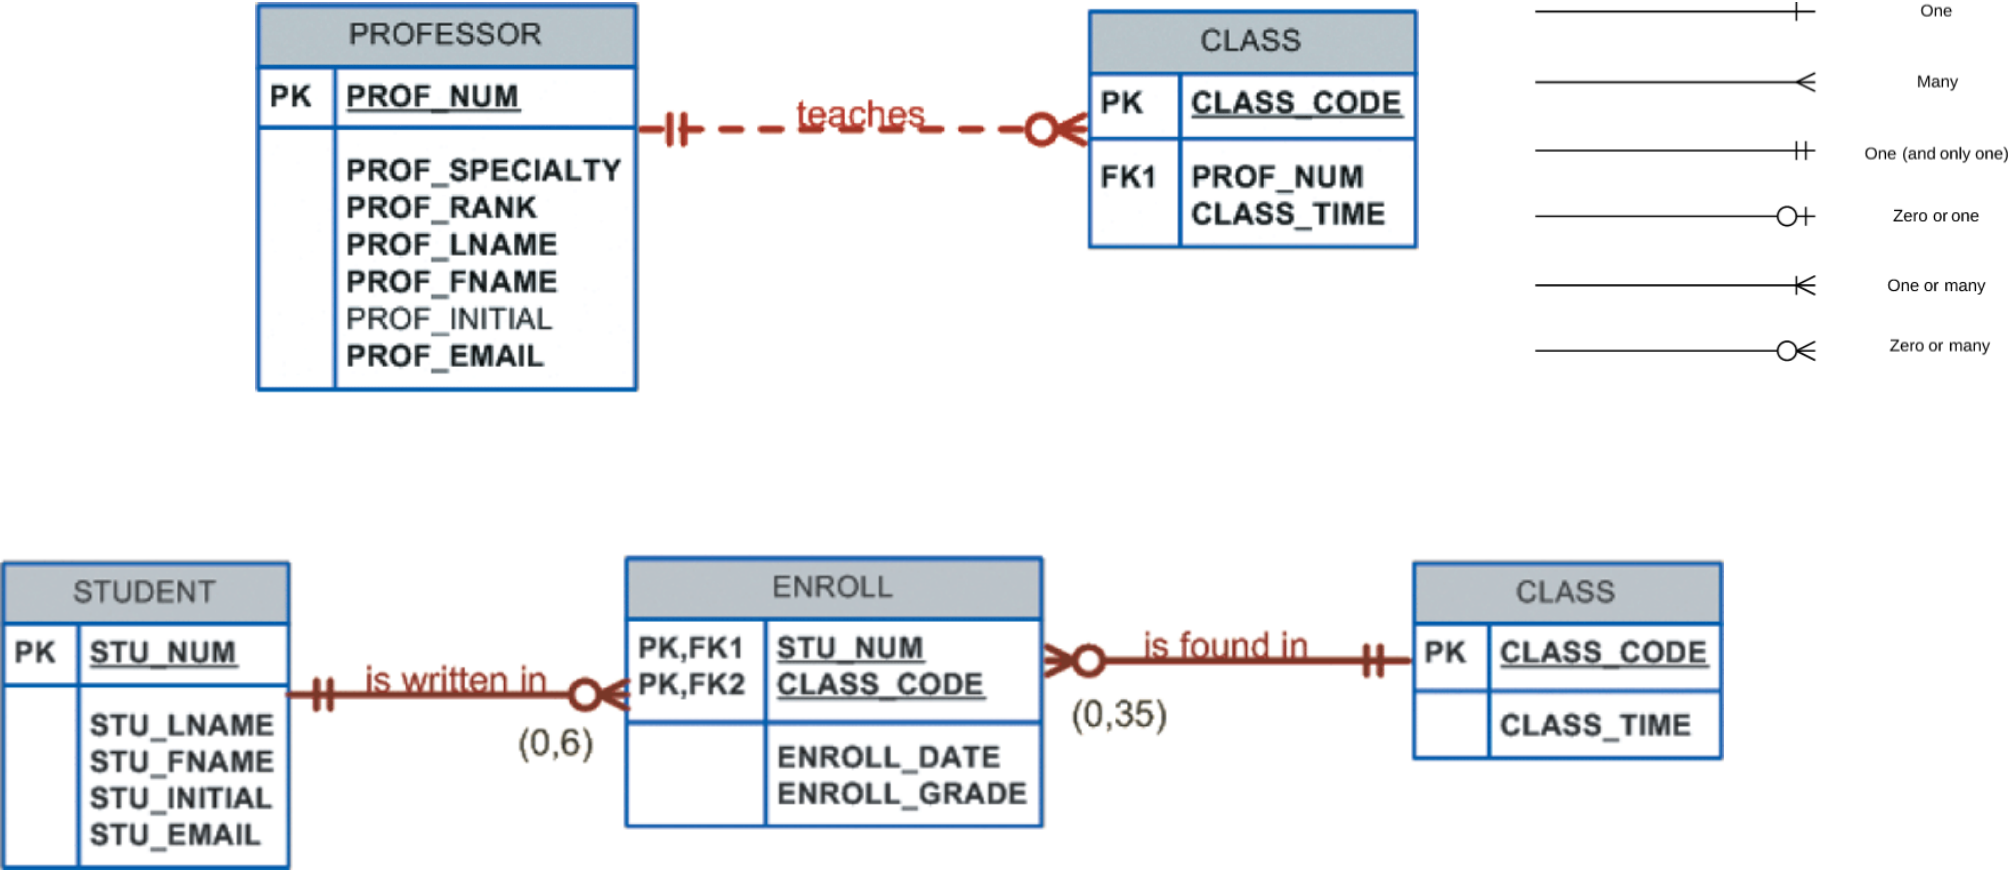 PROFESSOR
PK PROF_NUM
PROF_SPECIALTY
PROF_RANK
PROF_LNAME
PROF_FNAME
PROF_INITIAL
PROF_EMAIL
teaches
CLASS
PK CLASS_CODE
FK1 PROF_NUM
CLASS_TIME
One
Many
One (and only one)
Zero or one
One or many
Zero or many
STUDENT
PK STU_NUM
STU_LNAME
STU_FNAME
STU_INITIAL
STU_EMAIL
is written in
(0,6)
ENROLL
PK,FK1 STU_NUM
PK,FK2 CLASS_CODE
ENROLL_DATE
ENROLL_GRADE
is found in
(0,35)
CLASS
PK CLASS_CODE
CLASS_TIME